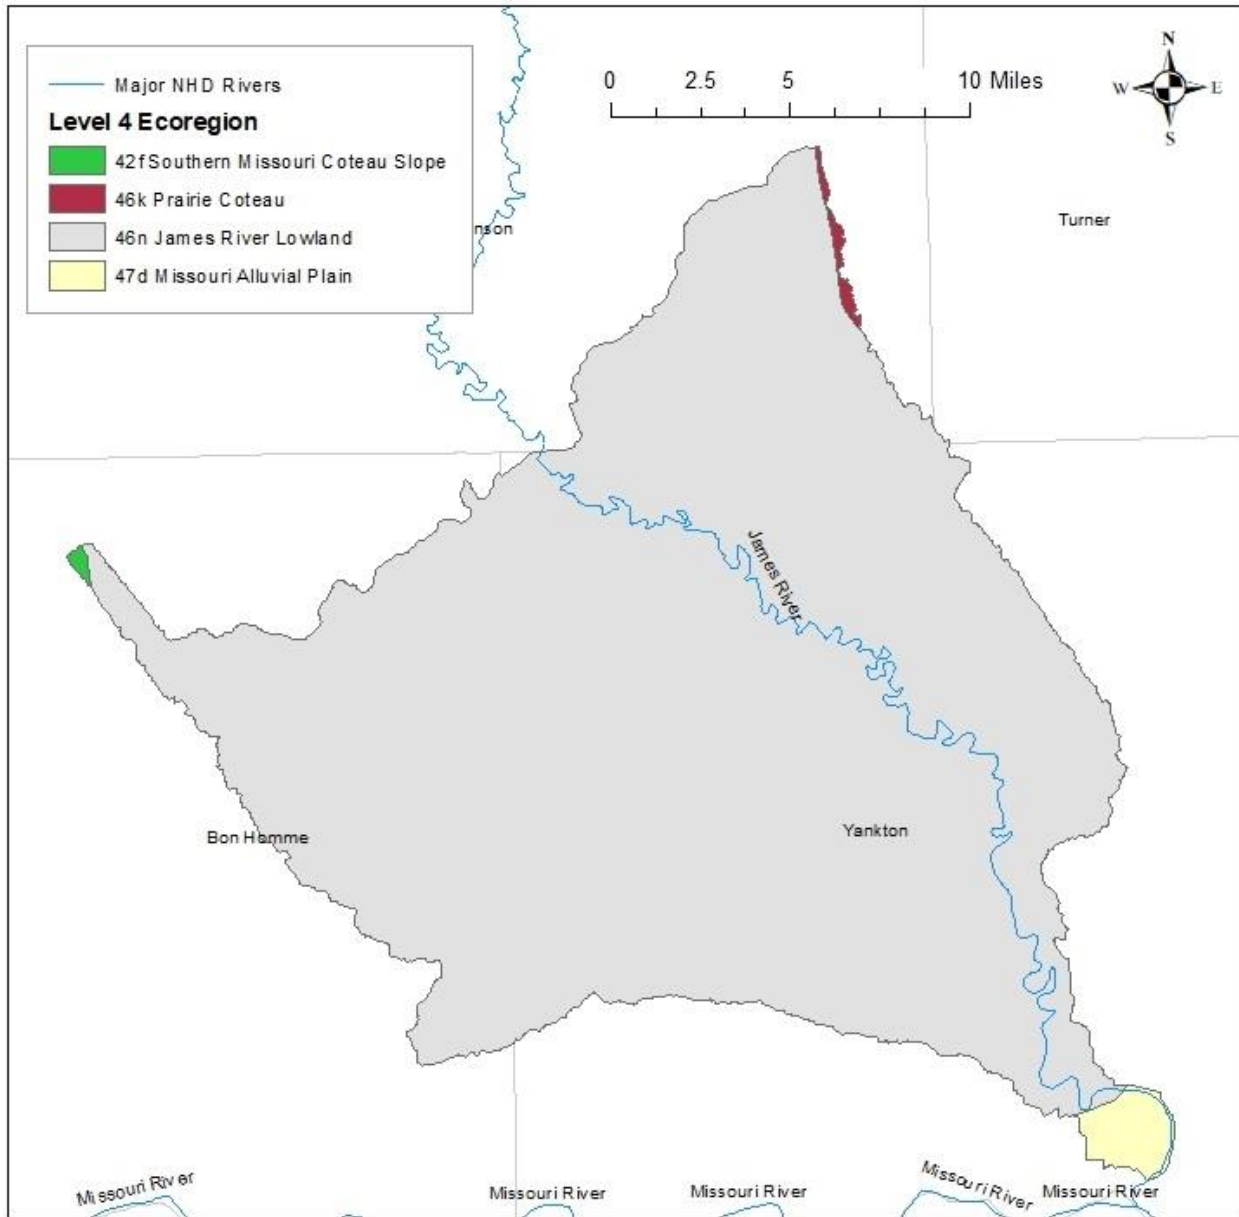 Major NHD Rivers
Level 4 Ecoregion
42f Southern Missouri Coteau Slope
46k Prairie Coteau
46n James River Lowland
47d Missouri Alluvial Plain
0 2.5 5 10 Miles
N
W E
S
nson
Turner
James River
Bon Homme
Yankton
Missouri River
Missouri River
Missouri River
Missouri River
Missouri River